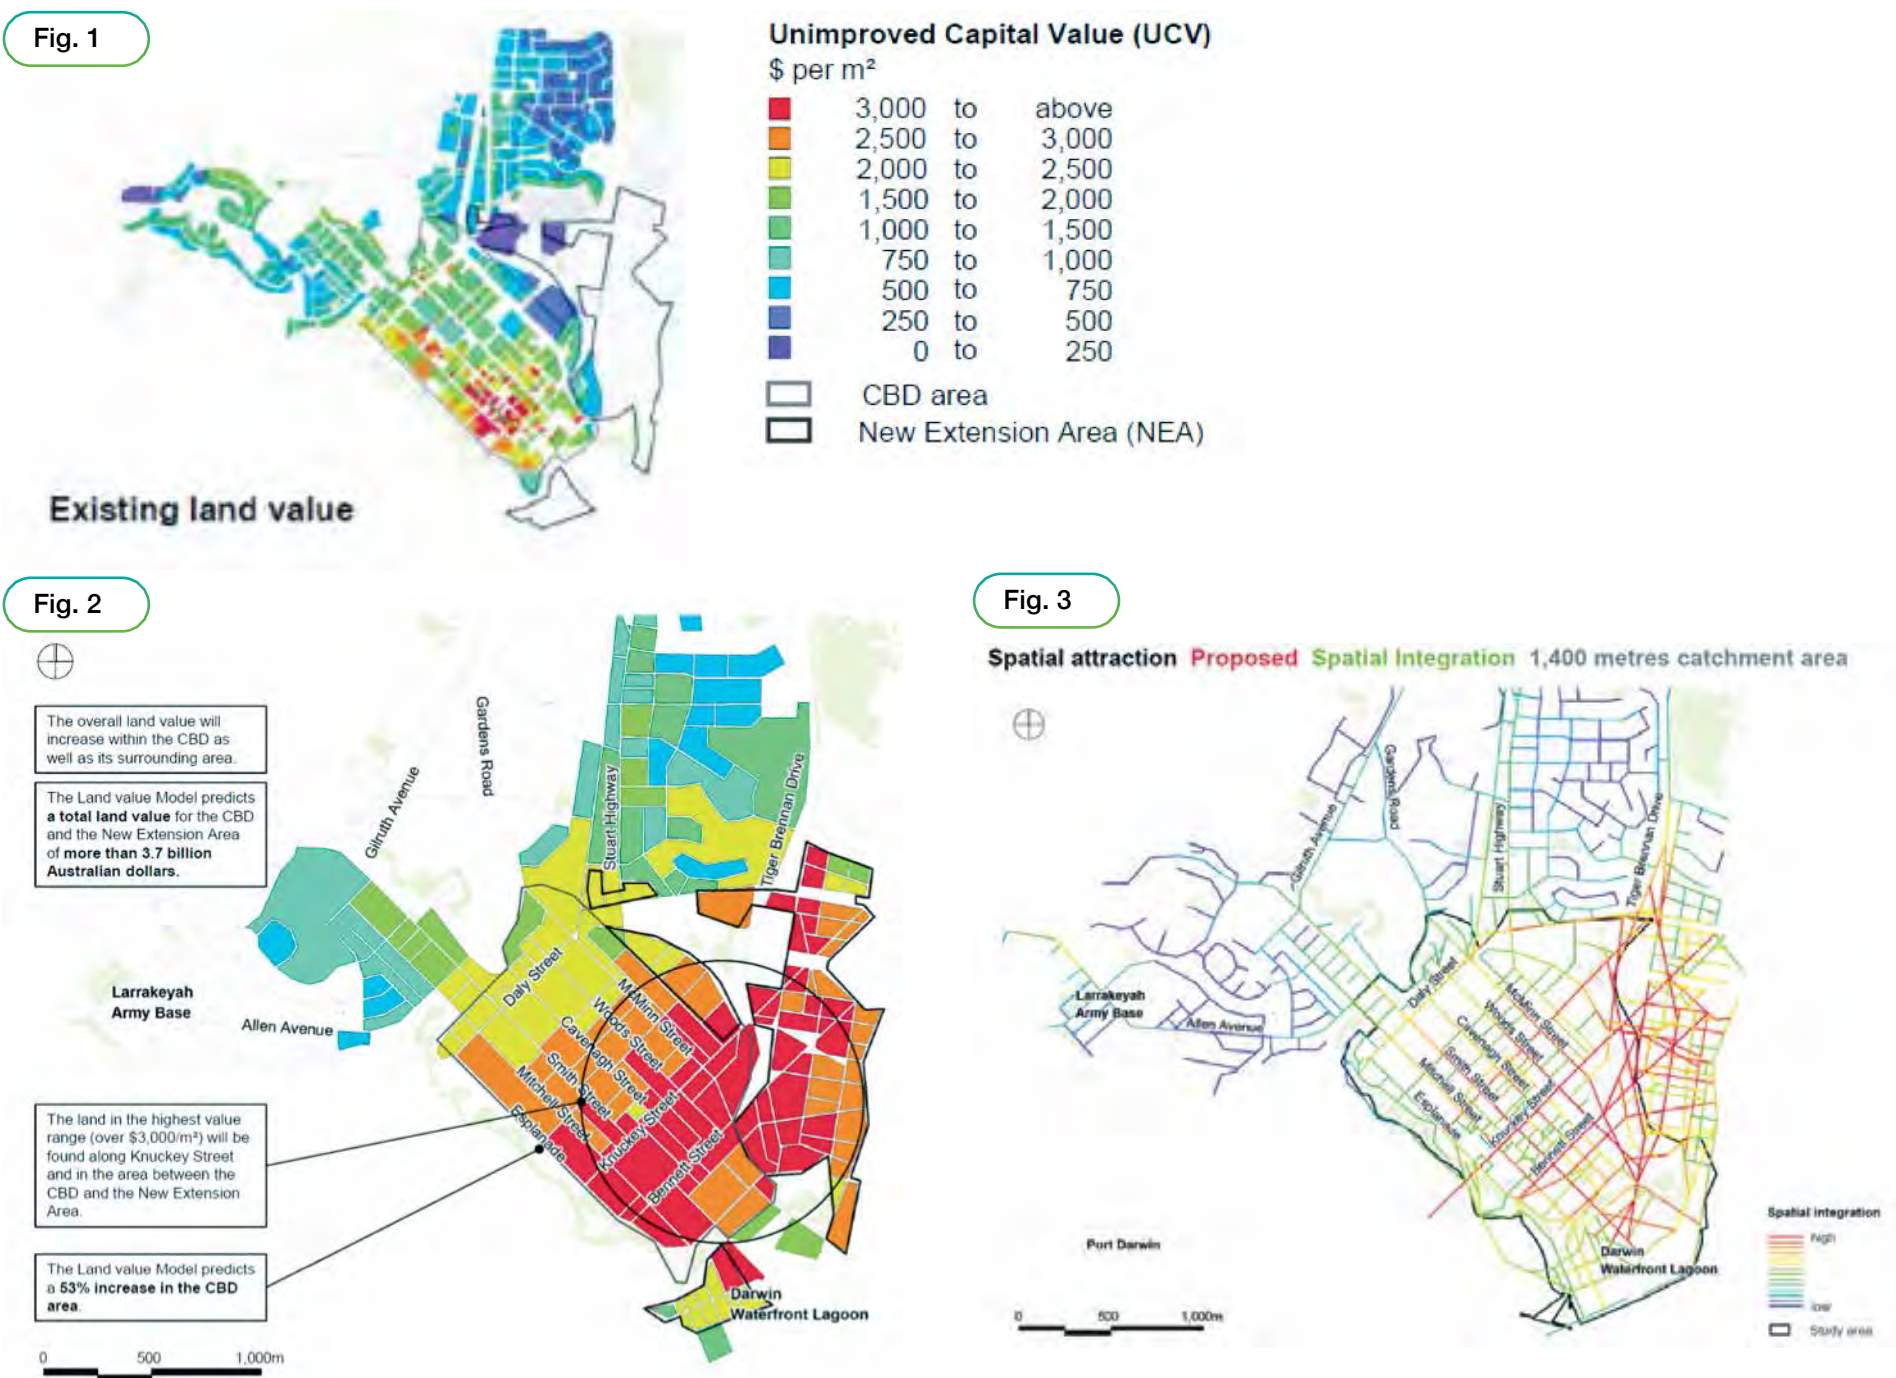 Fig. 1
Unimproved Capital Value (UCV)
$ per m²
3,000 to above
2,500 to 3,000
2,000 to 2,500
1,500 to 2,000
1,000 to 1,500
750 to 1,000
500 to 750
250 to 500
0 to 250
CBD area
New Extension Area (NEA)
Existing land value
Fig. 2
The overall land value will
increase within the CBD as
well as its surrounding area.
The Land value Model predicts
a total land value for the CBD
and the New Extension Area
of more than 3.7 billion
Australian dollars.
Gardens Road
Gilruth Avenue
Stuart Highway
Tiger Brennan Drive
Larrakeyah
Army Base
Allen Avenue
Daly Street
McMinn Street
Woods Street
Cavenagh Street
Smith Street
Mitchell Street
Esplanade
Knuckey Street
Bennett Street
The land in the highest value
range (over $3,000/m²) will be
found along Knuckey Street
and in the area between the
CBD and the New Extension
Area.
The Land value Model predicts
a 53% increase in the CBD
area.
Darwin
Waterfront Lagoon
0 500 1,000m
Fig. 3
Spatial attraction Proposed Spatial Integration 1,400 metres catchment area
Gardens Road
Gilruth Avenue
Stuart Highway
Tiger Brennan Drive
Larrakeyah
Army Base
Allen Avenue
Daly Street
McMinn Street
Woods Street
Cavenagh Street
Smith Street
Mitchell Street
Esplanade
Knuckey Street
Bennett Street
Port Darwin
Darwin
Waterfront Lagoon
Spatial integration
high
low
Study area
0 500 1,000m